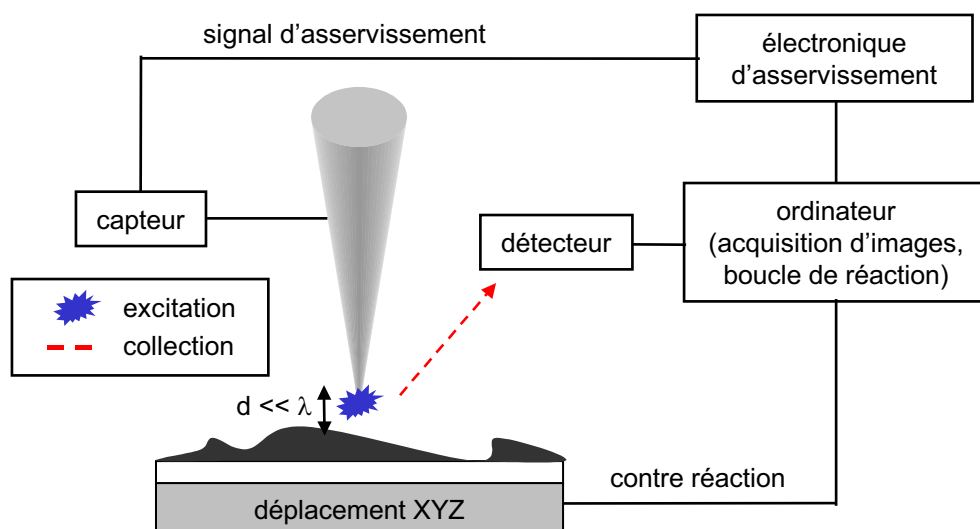 signal d’asservissement
électronique
d’asservissement
capteur
détecteur
ordinateur
(acquisition d’images,
boucle de réaction)
excitation
collection
d << λ
contre réaction
déplacement XYZ